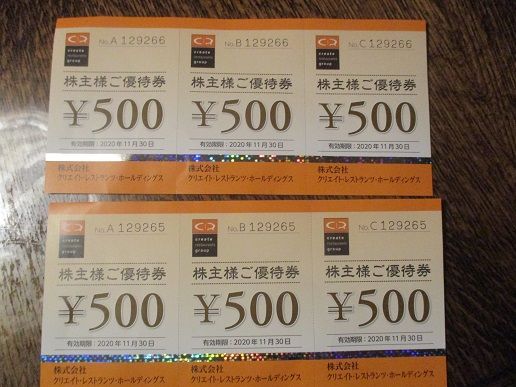 No. A 129266
create
restaurants
group
株主様ご優待券
¥500
有効期限：2020年11月30日
株式会社
クリエイト・レストランツ・ホールディングス
No. B 129266
create
restaurants
group
株主様ご優待券
¥500
有効期限：2020年11月30日
株式会社
クリエイト・レストランツ・ホールディングス
No. C 129266
create
restaurants
group
株主様ご優待券
¥500
有効期限：2020年11月30日
株式会社
クリエイト・レストランツ・ホールディングス
No. A 129265
create
restaurants
group
株主様ご優待券
¥500
有効期限：2020年11月30日
株式会社
クリエイト・レストランツ・ホールディングス
No. B 129265
create
restaurants
group
株主様ご優待券
¥500
有効期限：2020年11月30日
株式会社
クリエイト・レストランツ・ホールディングス
No. C 129265
create
restaurants
group
株主様ご優待券
¥500
有効期限：2020年11月30日
株式会社
クリエイト・レストランツ・ホールディングス